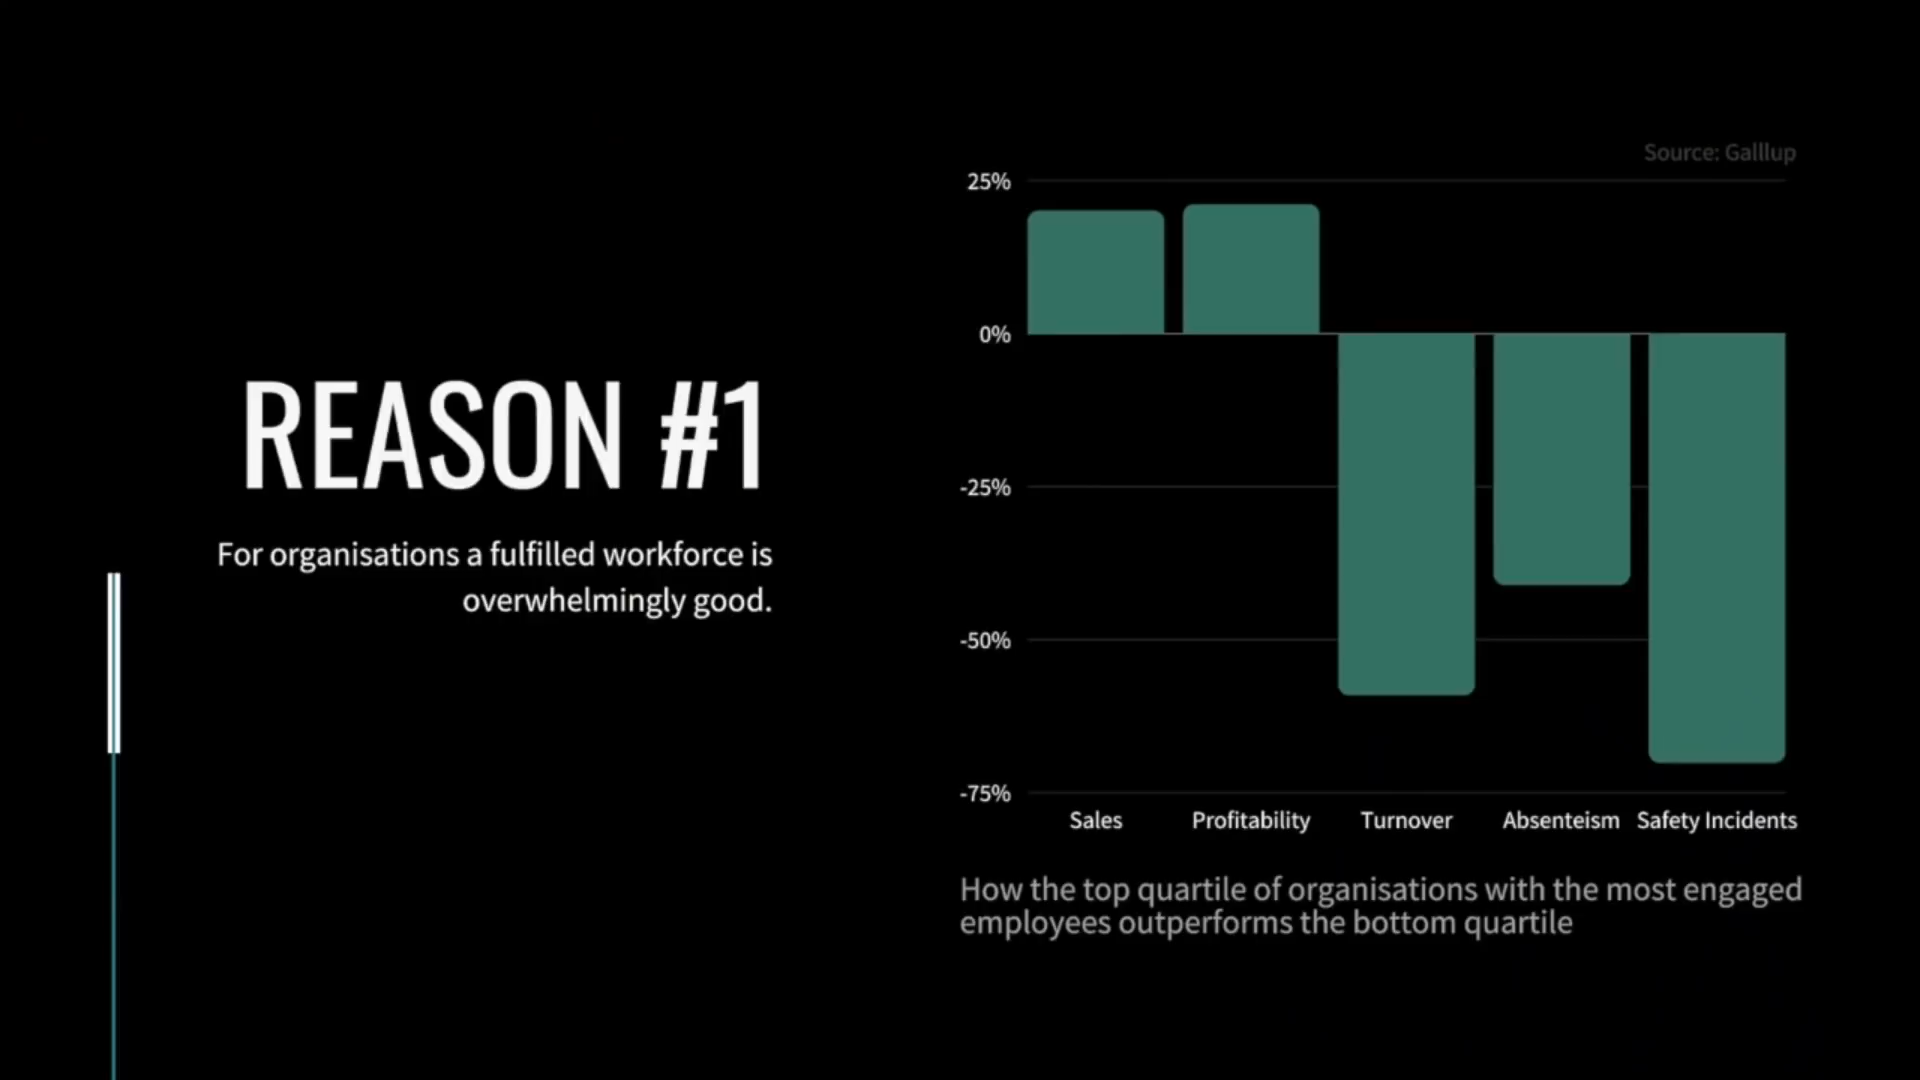 REASON #1
For organisations a fulfilled workforce is
overwhelmingly good.
Source: Galllup
25%
0%
-25%
-50%
-75%
Sales
Profitability
Turnover
Absenteism
Safety Incidents
How the top quartile of organisations with the most engaged
employees outperforms the bottom quartile